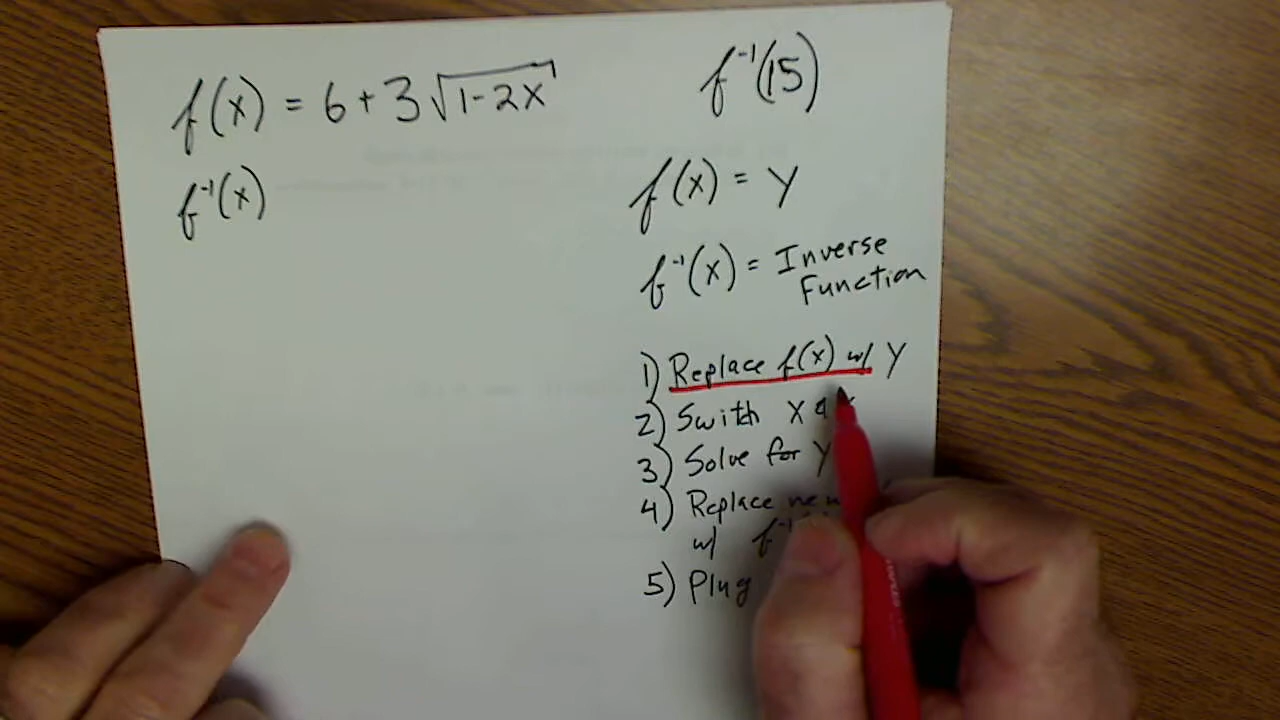 f(x) = 6 + 3√(1-2x)
f⁻¹(x)
f⁻¹(15)
f(x) = Y
f⁻¹(x) = Inverse
Function
1) Replace f(x) w/ Y
2) Swith X &
3) Solve for Y
4) Replace
w/ f⁻¹
5) Plug